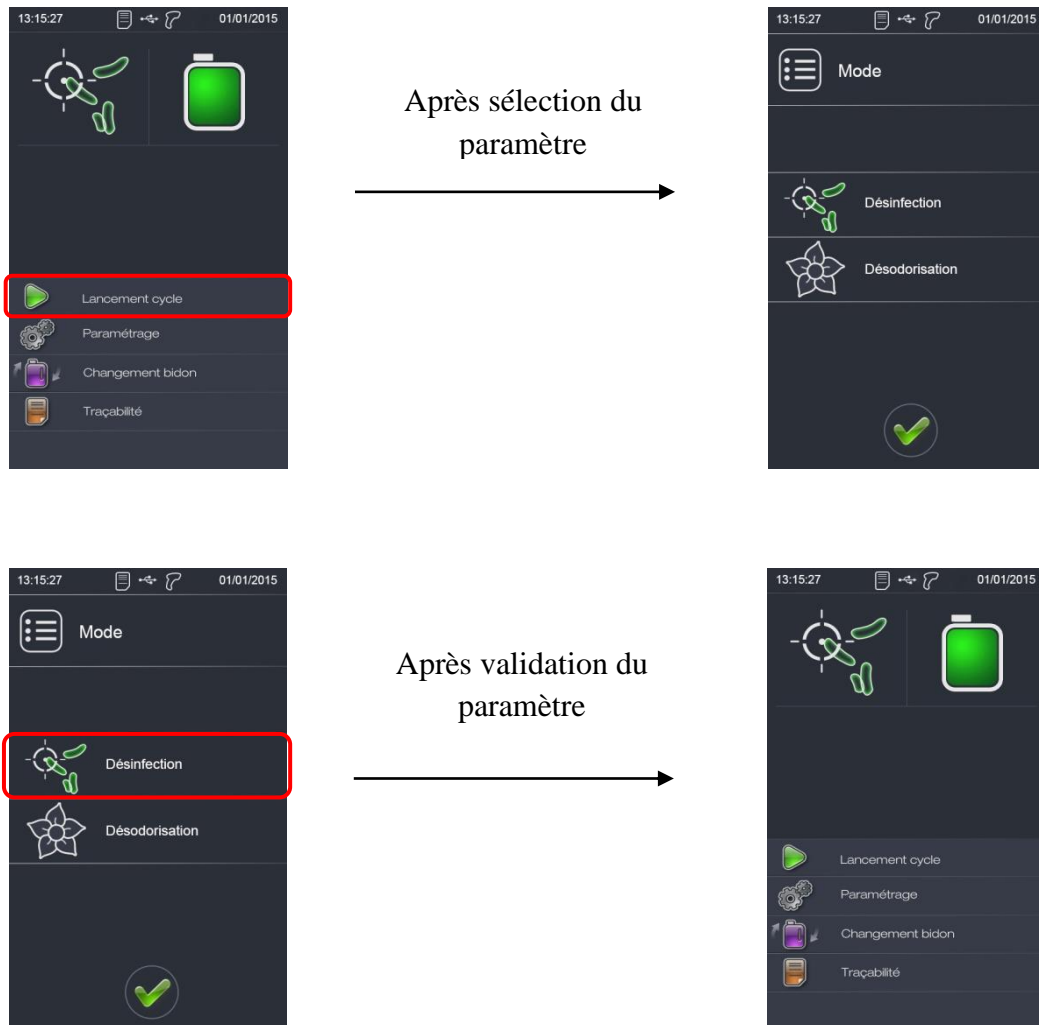 13:15:27 01/01/2015
Lancement cycle
Paramétrage
Changement bidon
Traçabilité
Après sélection du
paramètre
13:15:27 01/01/2015
Mode
Désinfection
Désodorisation
13:15:27 01/01/2015
Mode
Désinfection
Désodorisation
Après validation du
paramètre
13:15:27 01/01/2015
Lancement cycle
Paramétrage
Changement bidon
Traçabilité